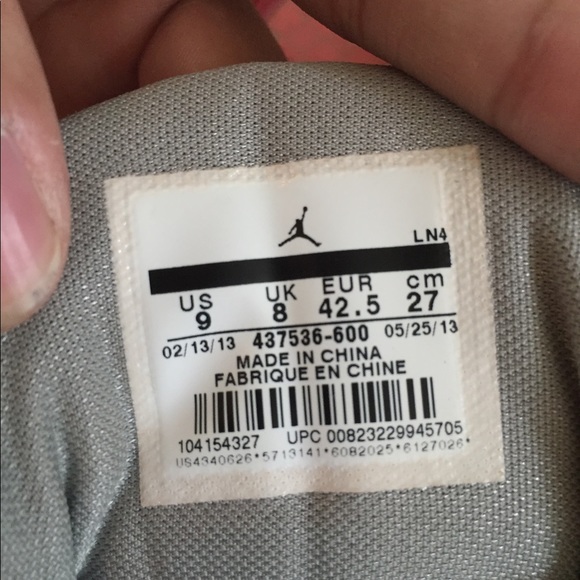 LN4
US UK EUR cm
9 8 42.5 27
02/13/13 437536-600 05/25/13
MADE IN CHINA
FABRIQUE EN CHINE
104154327 UPC 00823229945705
US4340626*5713141*6082025*6127026*